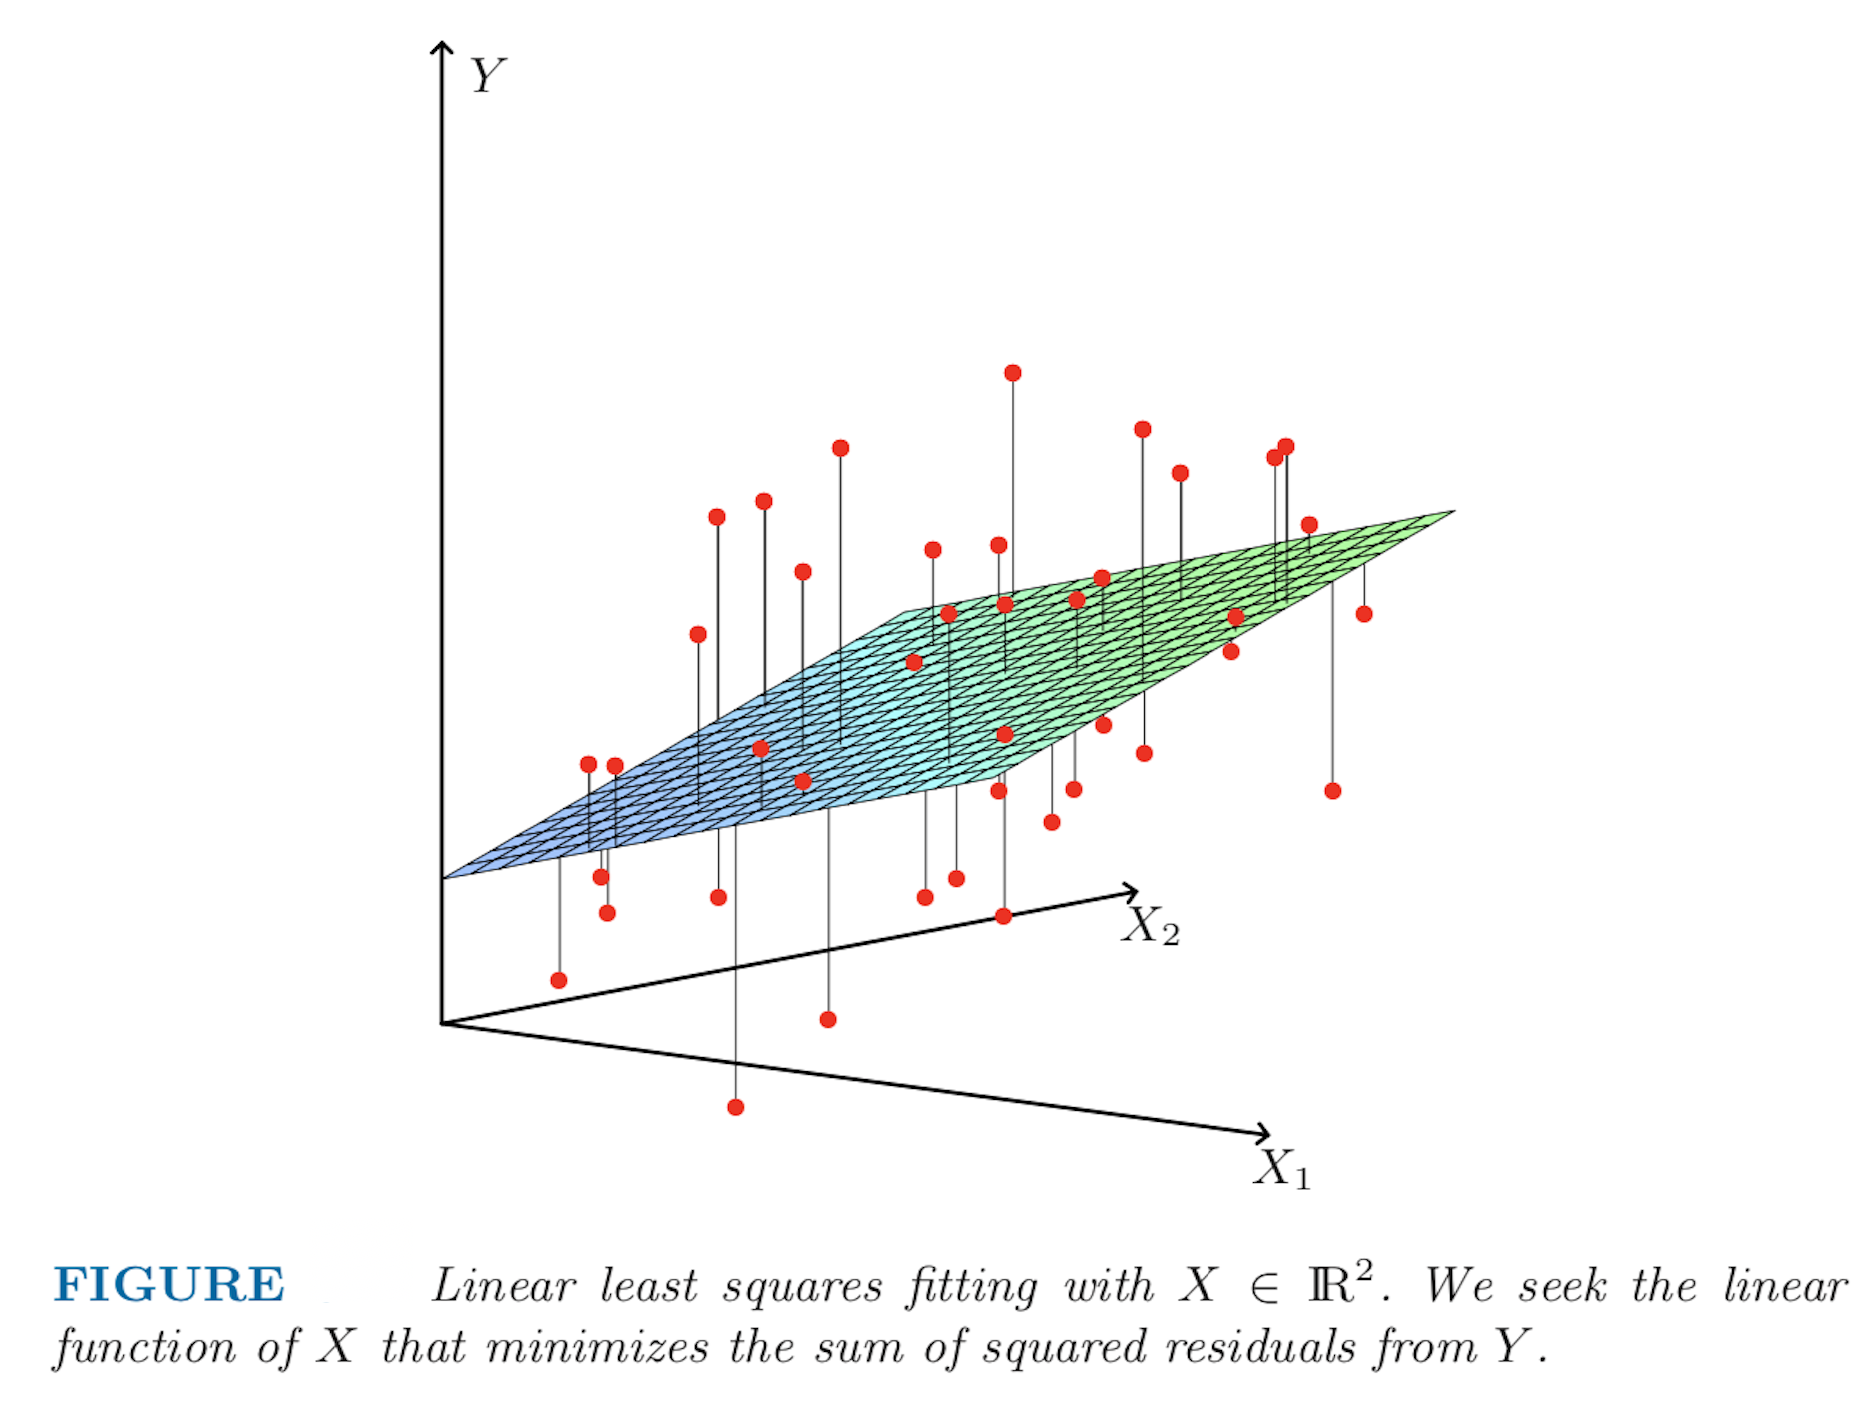 Y
X₂
X₁
FIGURE Linear least squares fitting with X ∈ ℝ². We seek the linear
function of X that minimizes the sum of squared residuals from Y.